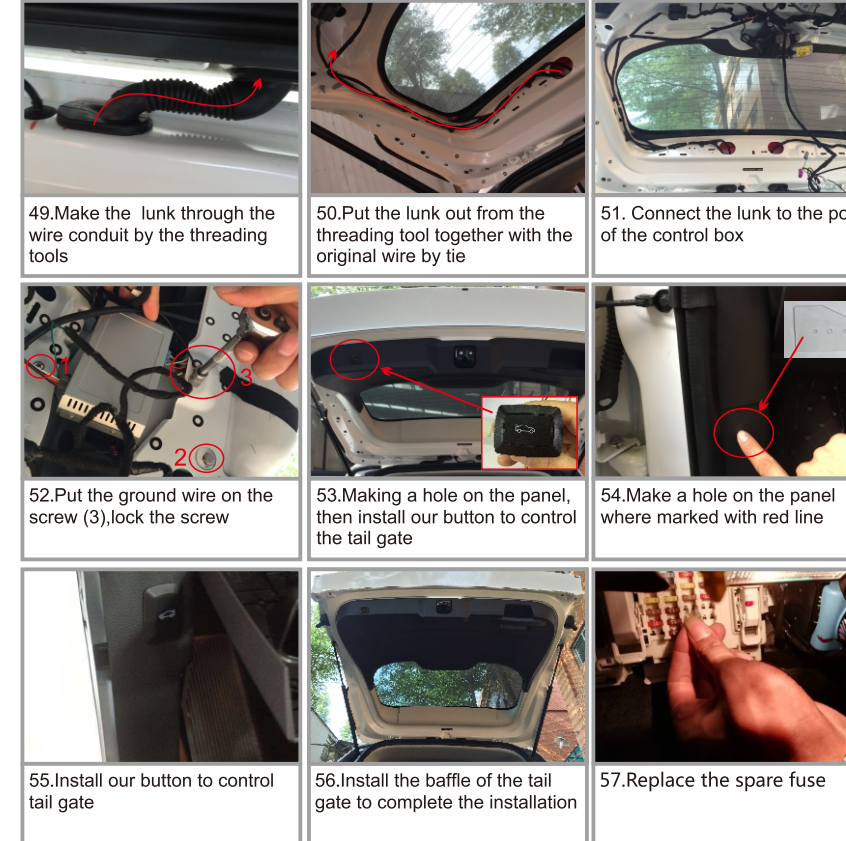 49.Make the lunk through the
wire conduit by the threading
tools
50.Put the lunk out from the
threading tool together with the
original wire by tie
51. Connect the lunk to the
of the control box
1
3
2
52.Put the ground wire on the
screw (3),lock the screw
53.Making a hole on the panel,
then install our button to control
the tail gate
54.Make a hole on the panel
where marked with red line
55.Install our button to control
tail gate
56.Install the baffle of the tail
gate to complete the installation
57.Replace the spare fuse